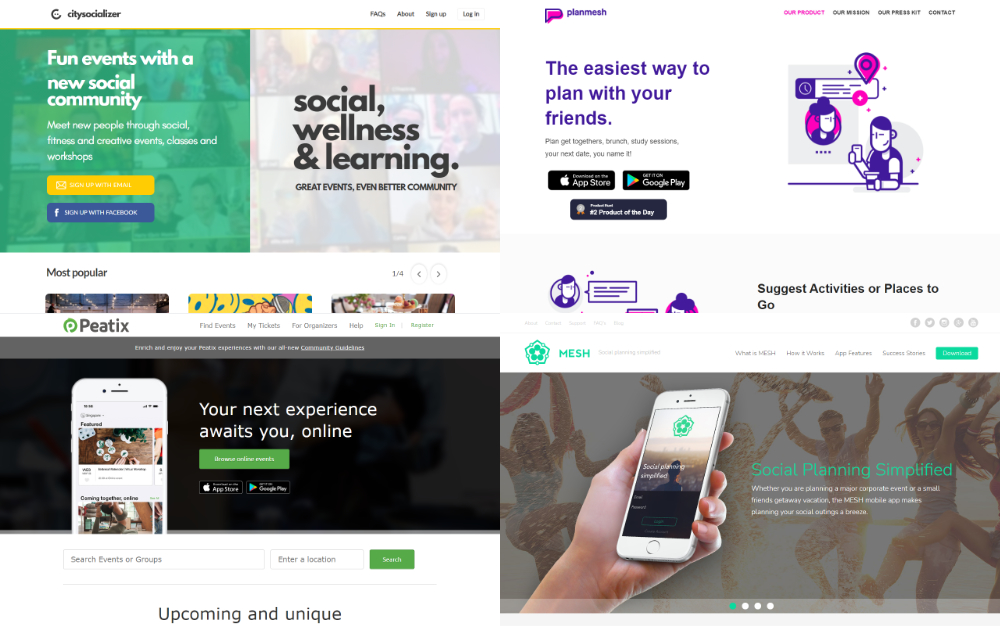 citysocializer
FAQs About Sign up Log in
Fun events with a
new social
community
Meet new people through social,
fitness and creative events, classes and
workshops
SIGN UP WITH EMAIL
f SIGN UP WITH FACEBOOK
social,
wellness
& learning.
GREAT EVENTS, EVEN BETTER COMMUNITY
Most popular
1/4
planmesh
OUR PRODUCT OUR MISSION OUR PRESS KIT CONTACT
The easiest way to
plan with your
friends.
Plan get togethers, brunch, study sessions,
your next date, you name it!
Download on the
App Store
GET IT ON
Google Play
Product Hunt
#2 Product of the Day
Suggest Activities or Places to
Go
Peatix
Find Events My Tickets For Organizers Help Sign In | Register
Enrich and enjoy your Peatix experiences with our all-new Community Guidelines
Featured
Coming together, online
Your next experience
awaits you, online
Browse online events
Download on the
App Store
GET IT ON
Google Play
Search Events or Groups
Enter a location
Search
Upcoming and unique
About Contact Support FAQ's Blog
MESH
Social planning simplified
What is MESH How it Works App Features Success Stories Download
Social planning
simplified
Email
Password
Login
Social Planning Simplified
Whether you are planning a major corporate event or a small
friends getaway vacation, the MESH mobile app makes
planning your social outings a breeze.